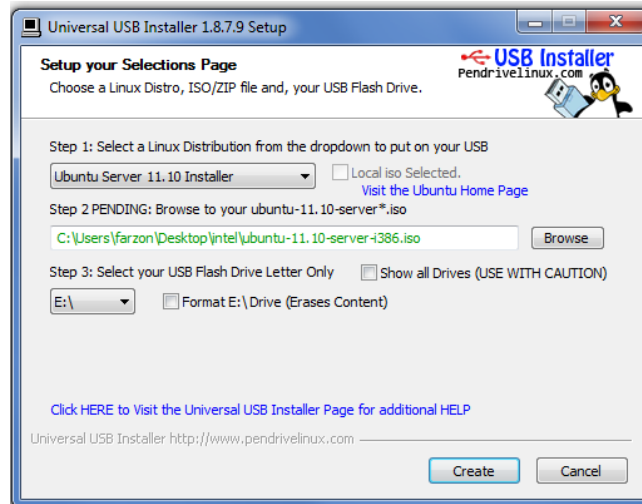 Universal USB Installer 1.8.7.9 Setup
Setup your Selections Page
Choose a Linux Distro, ISO/ZIP file and, your USB Flash Drive.
USB Installer
Pendrivelinux.com
Step 1: Select a Linux Distribution from the dropdown to put on your USB
Ubuntu Server 11.10 Installer
Local iso Selected.
Visit the Ubuntu Home Page
Step 2 PENDING: Browse to your ubuntu-11.10-server*.iso
C:\Users\farzon\Desktop\intel\ubuntu-11.10-server-i386.iso
Browse
Step 3: Select your USB Flash Drive Letter Only
Show all Drives (USE WITH CAUTION)
E:\
Format E:\ Drive (Erases Content)
Click HERE to Visit the Universal USB Installer Page for additional HELP
Universal USB Installer http://www.pendrivelinux.com
Create
Cancel